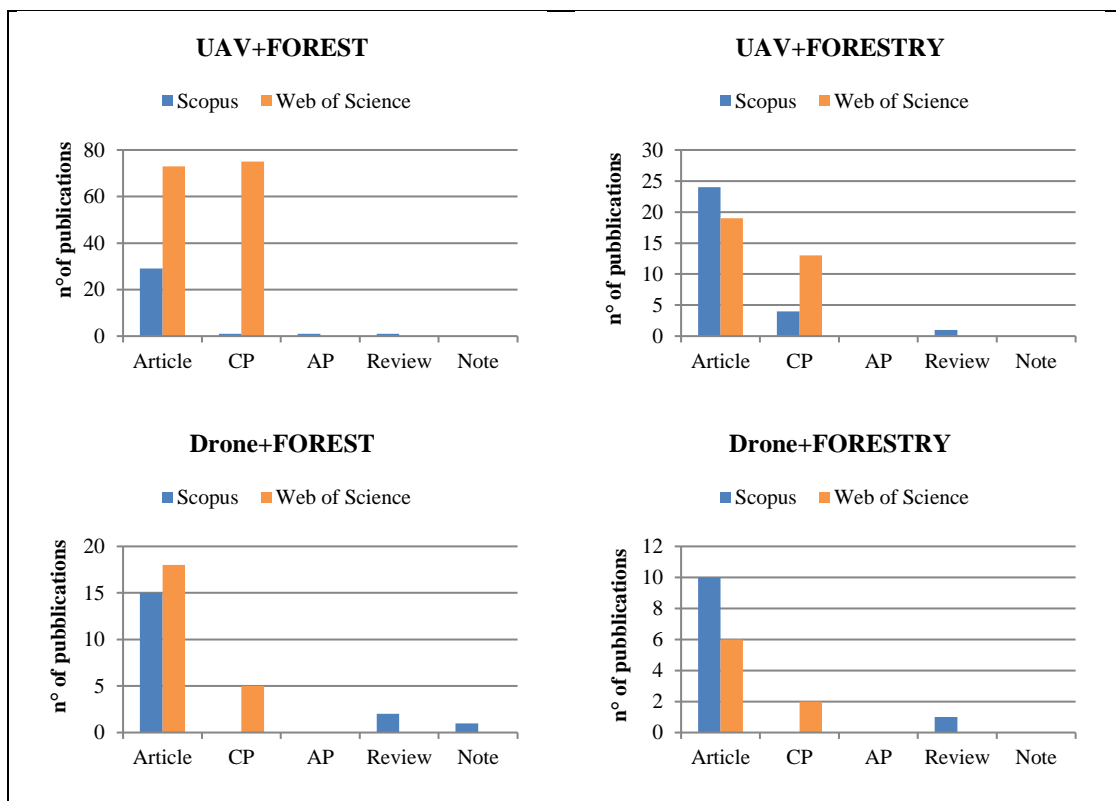 UAV+FOREST
Scopus Web of Science
n°of publications
80
60
40
20
0
Article CP AP Review Note
UAV+FORESTRY
Scopus Web of Science
n° of pubblications
30
25
20
15
10
5
0
Article CP AP Review Note
Drone+FOREST
Scopus Web of Science
n° of pubblications
20
15
10
5
0
Article CP AP Review Note
Drone+FORESTRY
Scopus Web of Science
n° of pubblications
12
10
8
6
4
2
0
Article CP AP Review Note